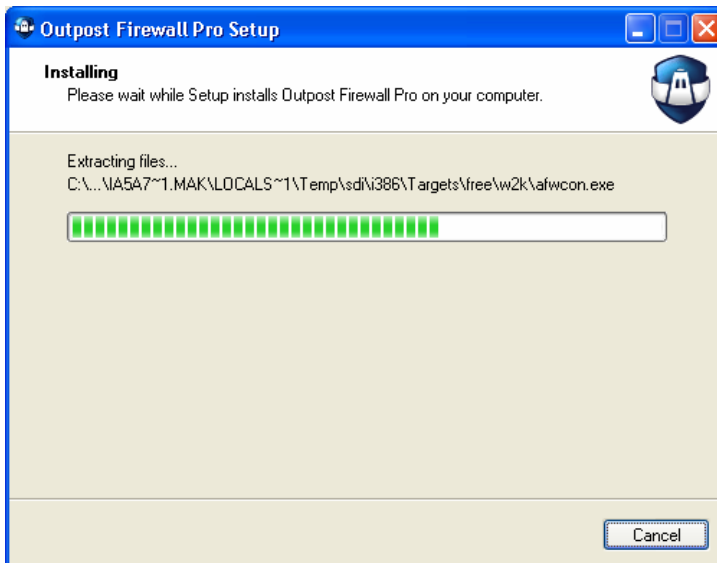 Outpost Firewall Pro Setup
Installing
Please wait while Setup installs Outpost Firewall Pro on your computer.
Extracting files...
C:\...\IA5A7~1.MAK\LOCALS~1\Temp\sdi\i386\Targets\free\w2k\afwcon.exe
Cancel